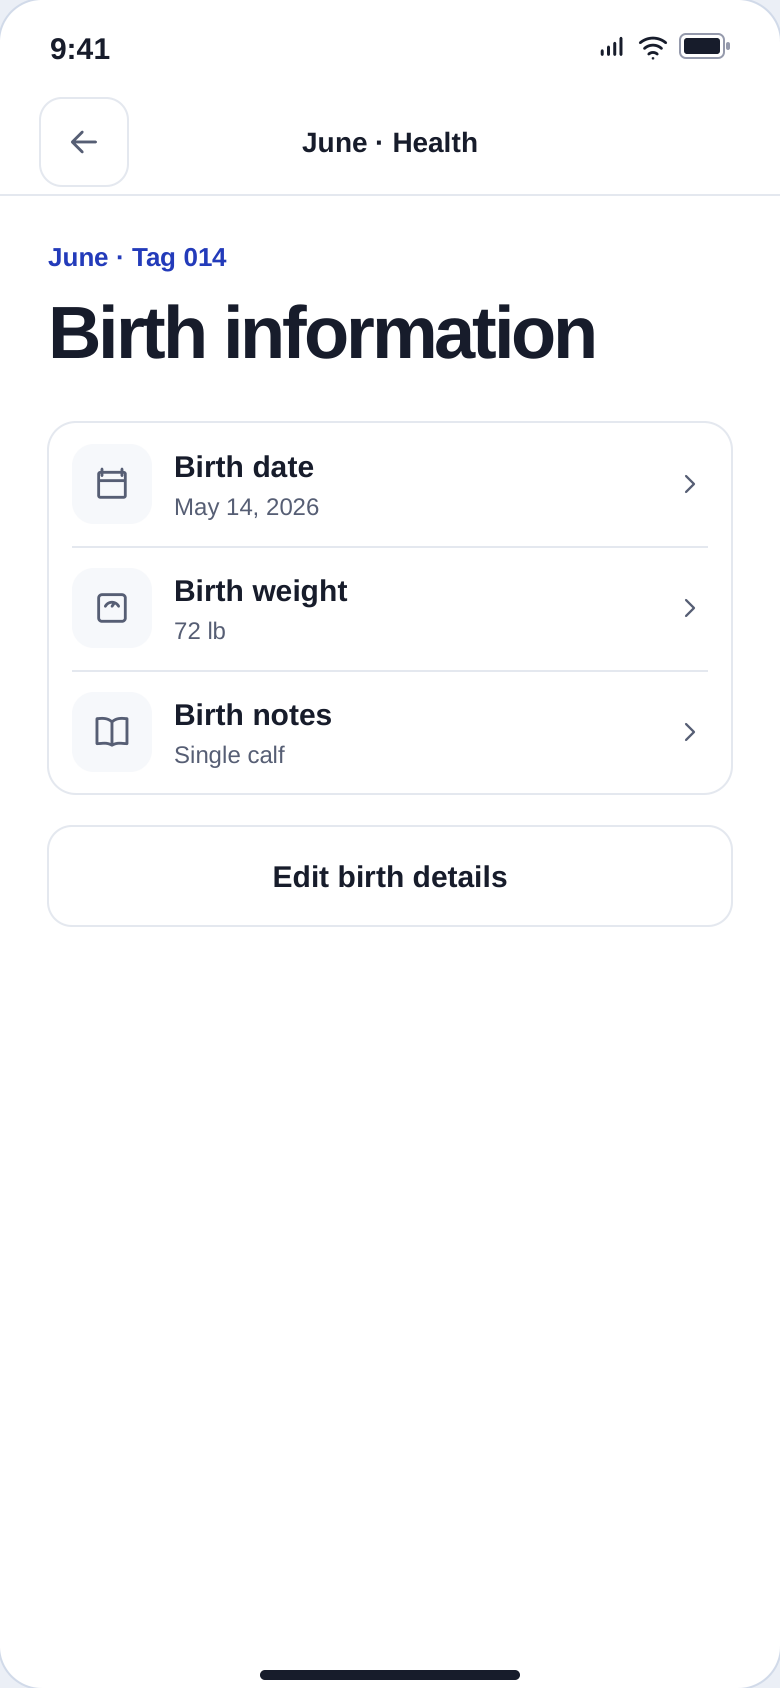 9:41
June · Health
June · Tag 014
Birth information
Birth date
May 14, 2026
Birth weight
72 lb
Birth notes
Single calf
Edit birth details